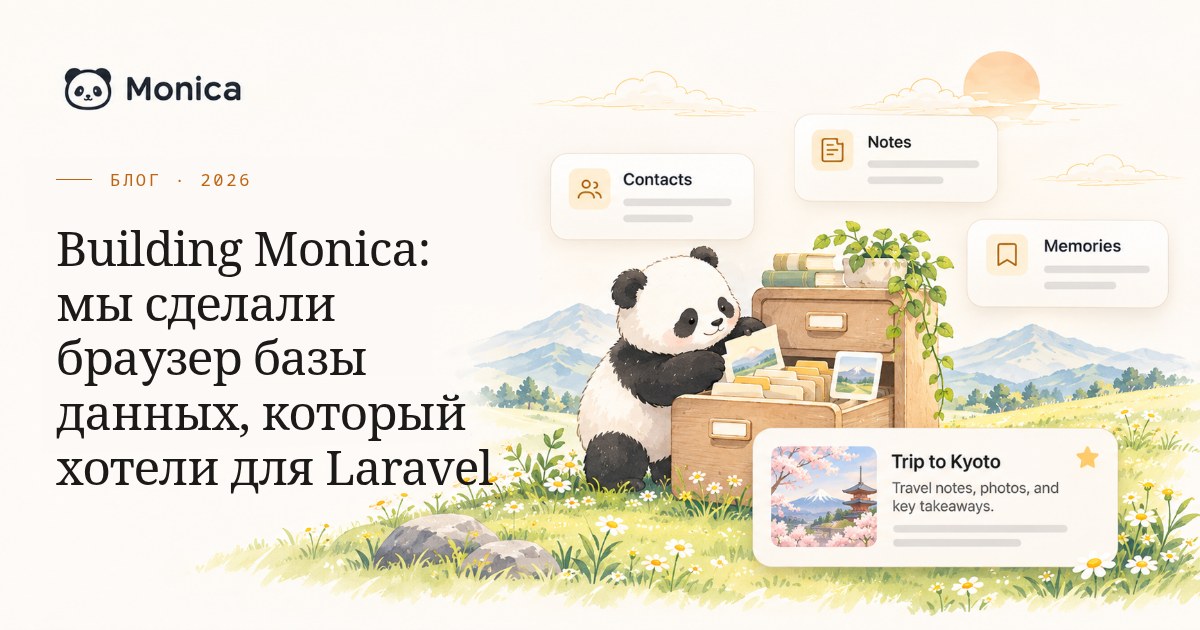 Monica
БЛОГ · 2026
Building Monica:
мы сделали
браузер базы
данных, который
хотели для Laravel
Contacts
Notes
Memories
Trip to Kyoto
Travel notes, photos, and
key takeaways.